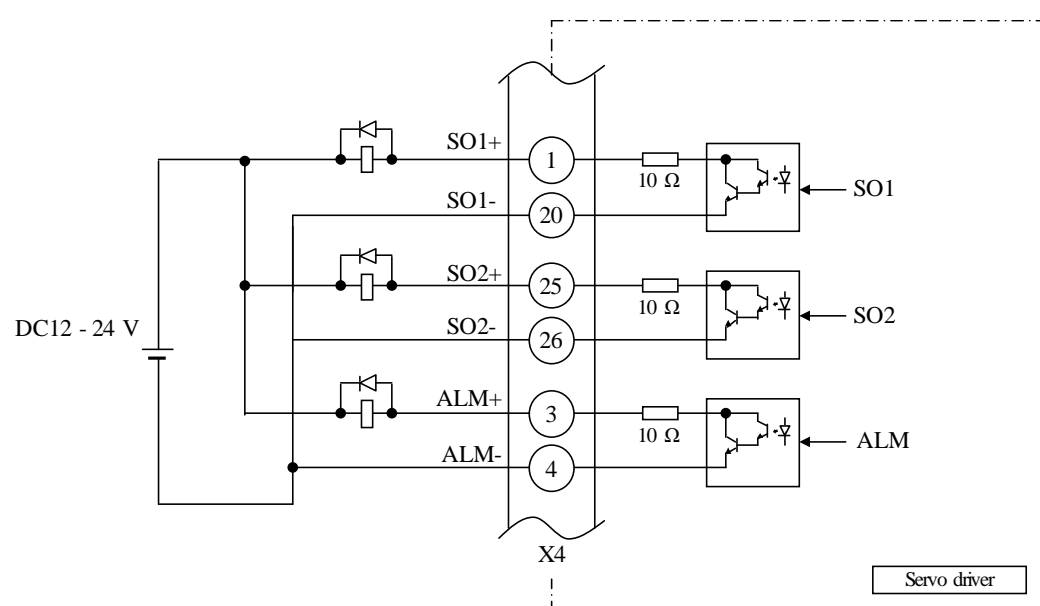 SO1+
1
10 Ω
SO1
SO1-
20
SO2+
25
10 Ω
SO2
DC12 - 24 V
SO2-
26
ALM+
3
10 Ω
ALM
ALM-
4
X4
Servo driver